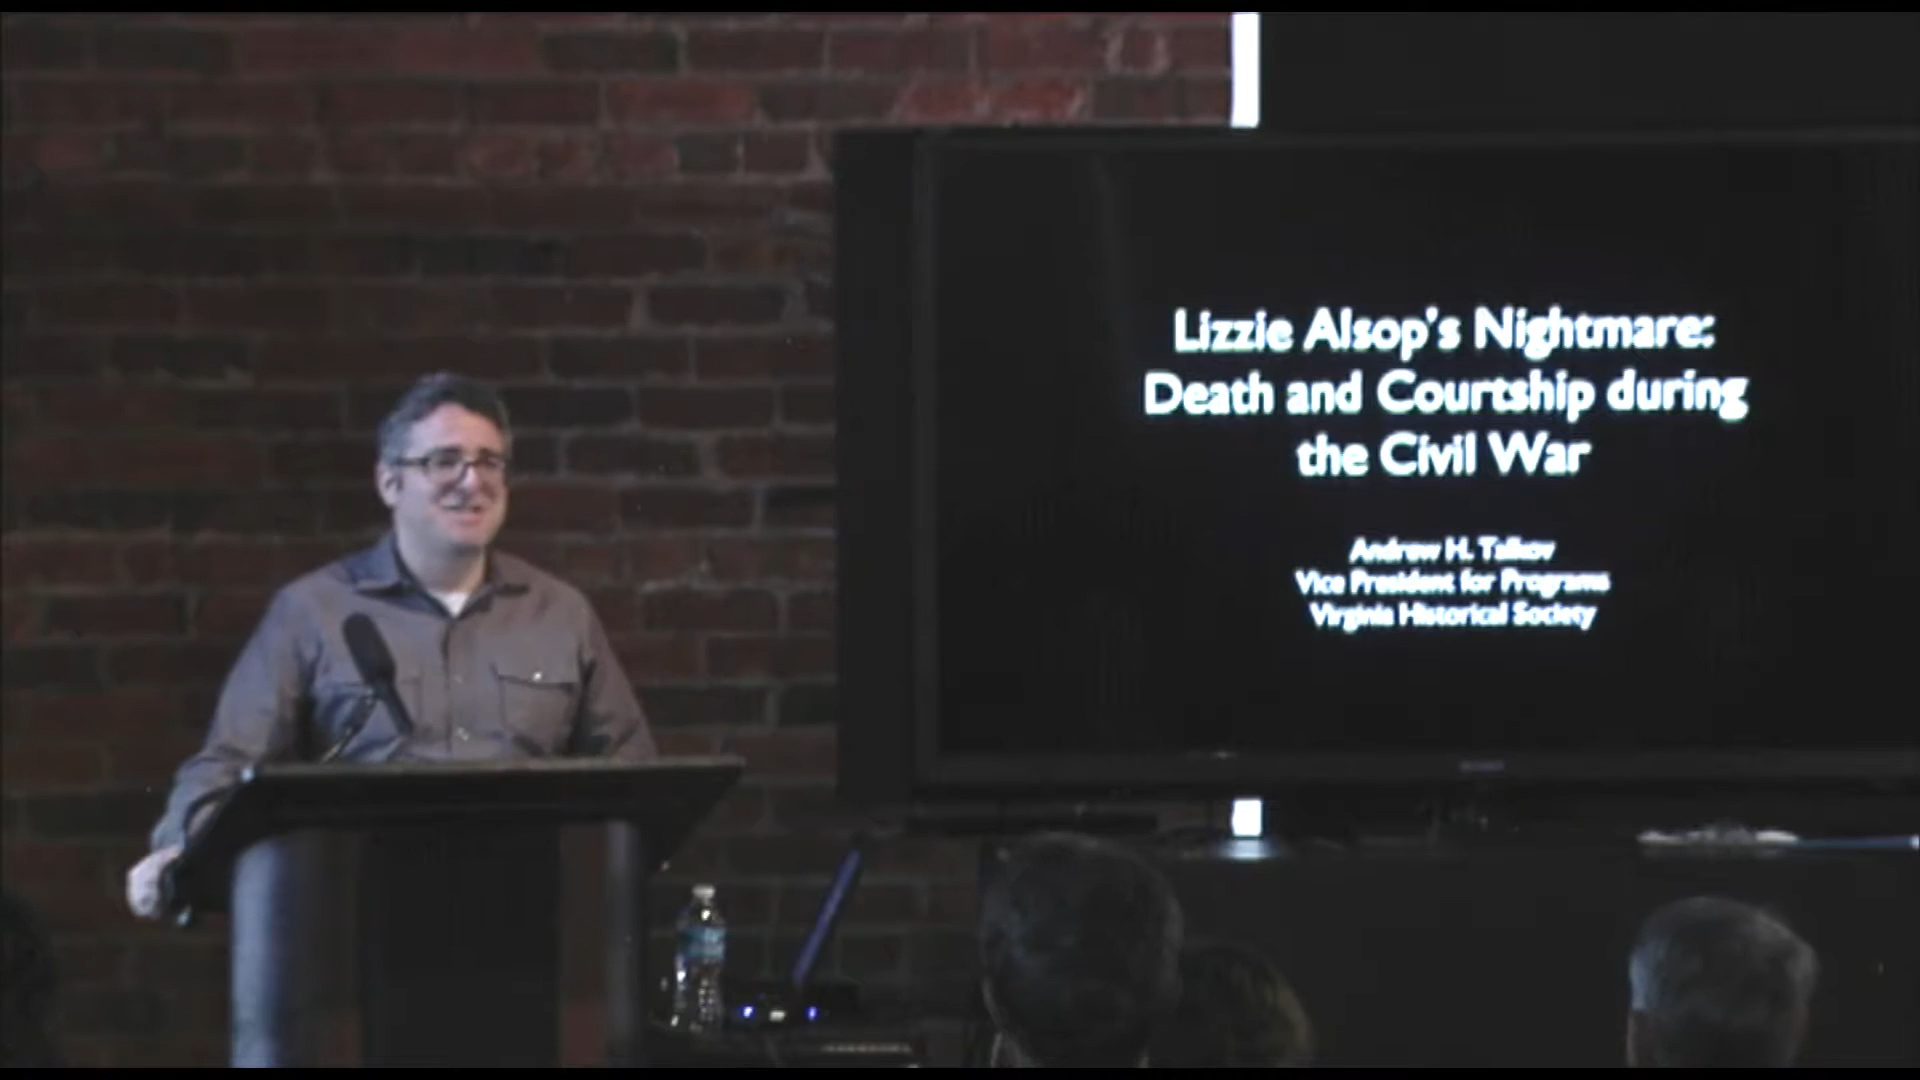 Lizzie Alsop's Nightmare:
Death and Courtship during
the Civil War
Andrew H. Talkov
Vice President for Programs
Virginia Historical Society